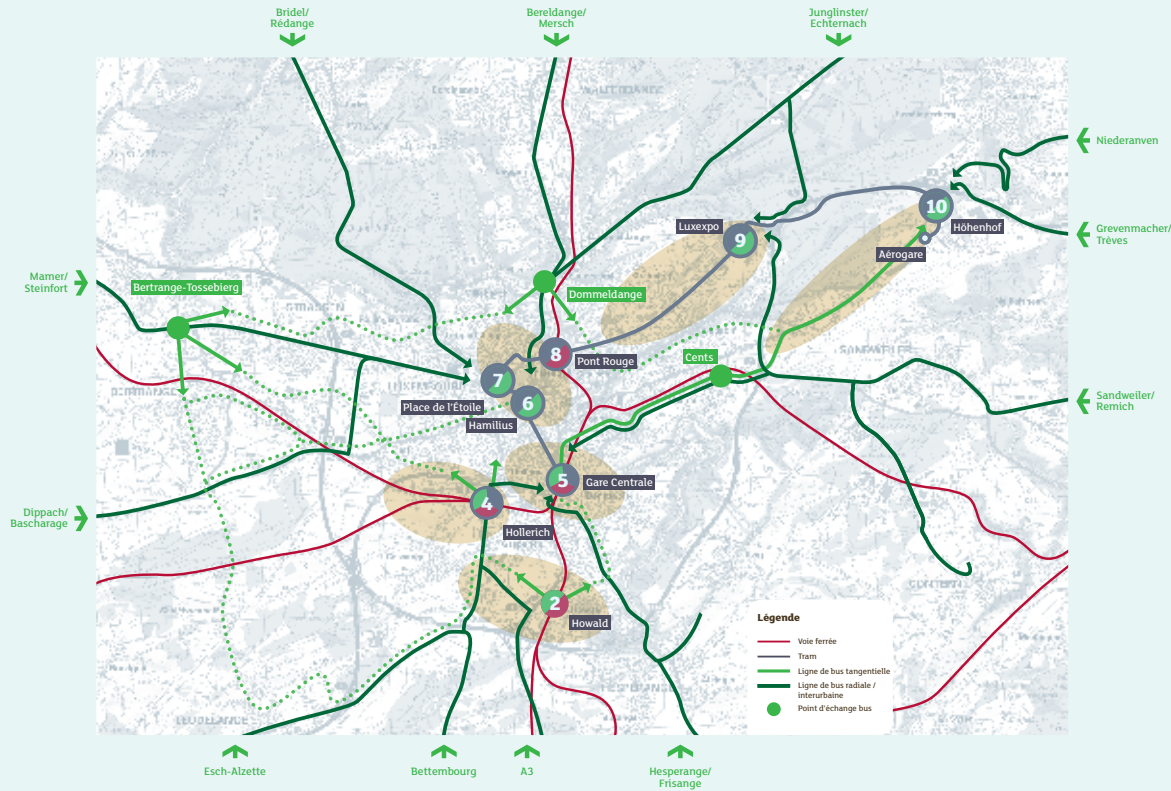 Bridel/
Rédange
Bereldange/
Mersch
Junglinster/
Echternach
Niederanven
Grevenmacher/
Trèves
Mamer/
Steinfort
Bertrange-Tossebierg
Dommeldange
Luxexpo
9
10
Höhenhof
Aérogare
8
Pont Rouge
7
Place de l'Étoile
6
Hamilius
Cents
SANDWEILER
Sandweiler/
Remich
5
Gare Centrale
4
Hollerich
Dippach/
Bascharage
2
Howald
Légende
Voie ferrée
Tram
Ligne de bus tangentielle
Ligne de bus radiale /
interurbaine
Point d'échange bus
Esch-Alzette
Bettembourg
A3
Hesperange/
Frisange